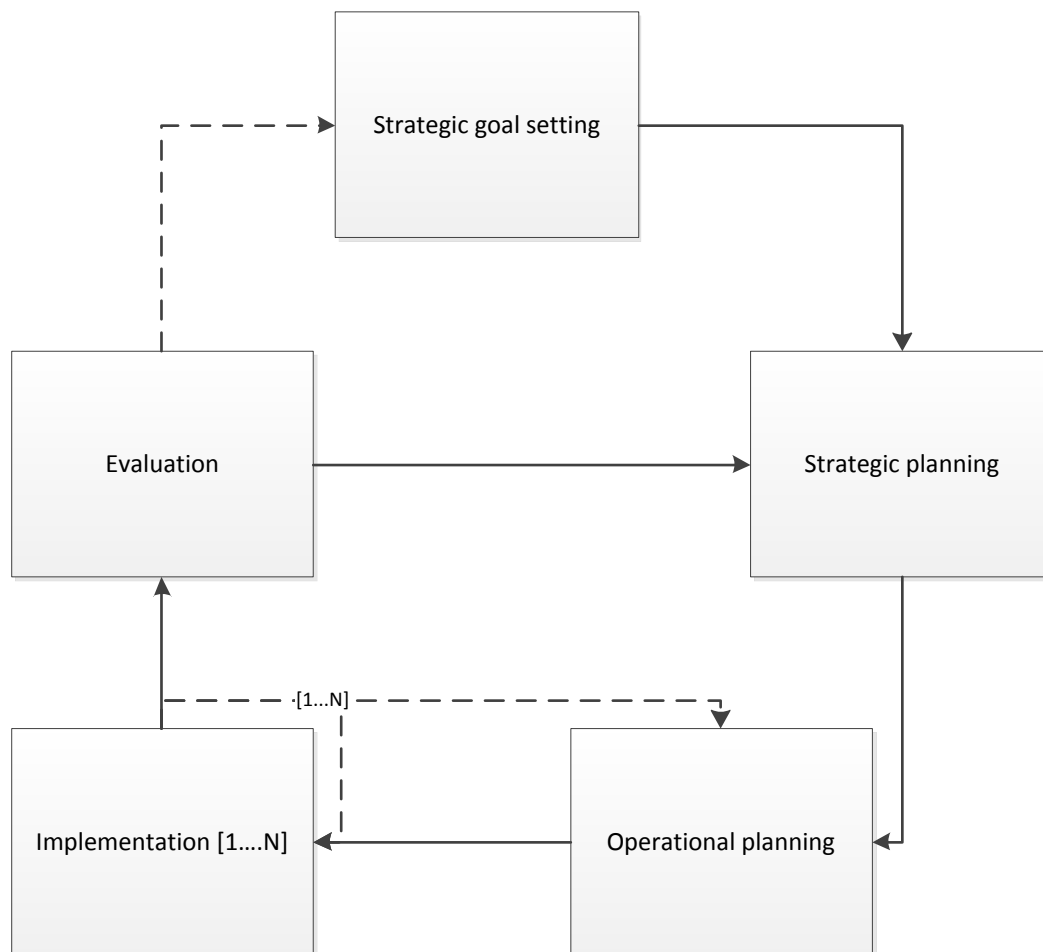 Strategic goal setting
Evaluation
Strategic planning
[1...N]
Implementation [1....N]
Operational planning